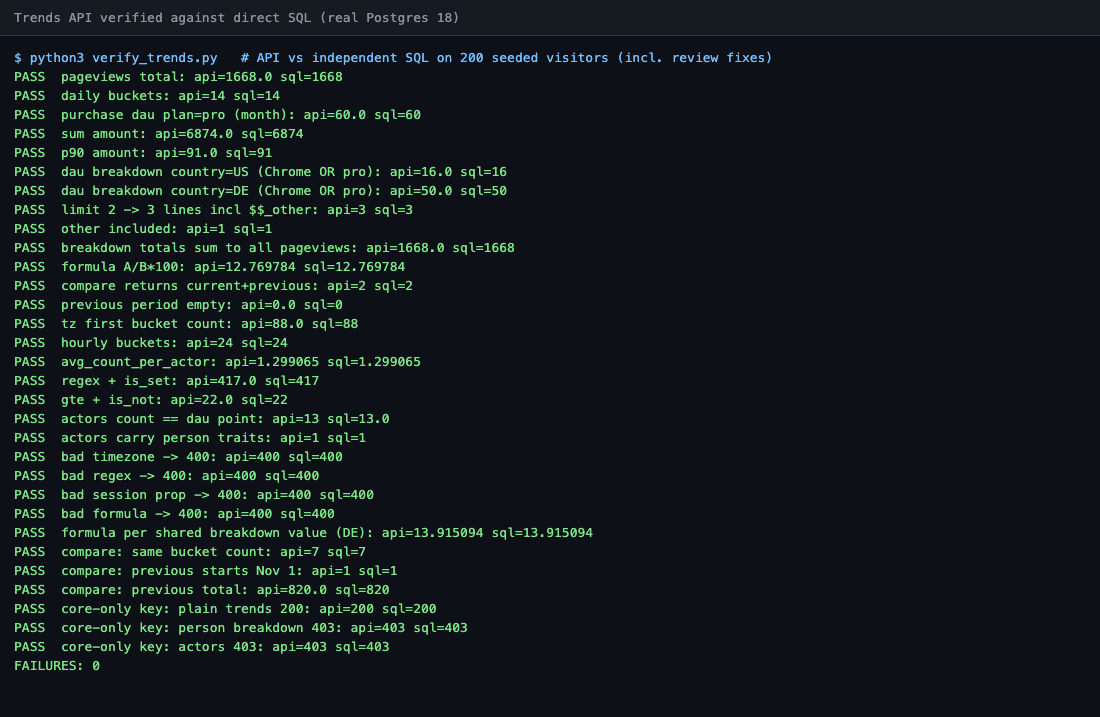 Trends API verified against direct SQL (real Postgres 18)
$ python3 verify_trends.py   # API vs independent SQL on 200 seeded visitors (incl. review fixes)
PASS  pageviews total: api=1668.0 sql=1668
PASS  daily buckets: api=14 sql=14
PASS  purchase dau plan=pro (month): api=60.0 sql=60
PASS  sum amount: api=6874.0 sql=6874
PASS  p90 amount: api=91.0 sql=91
PASS  dau breakdown country=US (Chrome OR pro): api=16.0 sql=16
PASS  dau breakdown country=DE (Chrome OR pro): api=50.0 sql=50
PASS  limit 2 -> 3 lines incl $$_other: api=3 sql=3
PASS  other included: api=1 sql=1
PASS  breakdown totals sum to all pageviews: api=1668.0 sql=1668
PASS  formula A/B*100: api=12.769784 sql=12.769784
PASS  compare returns current+previous: api=2 sql=2
PASS  previous period empty: api=0.0 sql=0
PASS  tz first bucket count: api=88.0 sql=88
PASS  hourly buckets: api=24 sql=24
PASS  avg_count_per_actor: api=1.299065 sql=1.299065
PASS  regex + is_set: api=417.0 sql=417
PASS  gte + is_not: api=22.0 sql=22
PASS  actors count == dau point: api=13 sql=13.0
PASS  actors carry person traits: api=1 sql=1
PASS  bad timezone -> 400: api=400 sql=400
PASS  bad regex -> 400: api=400 sql=400
PASS  bad session prop -> 400: api=400 sql=400
PASS  bad formula -> 400: api=400 sql=400
PASS  formula per shared breakdown value (DE): api=13.915094 sql=13.915094
PASS  compare: same bucket count: api=7 sql=7
PASS  compare: previous starts Nov 1: api=1 sql=1
PASS  compare: previous total: api=820.0 sql=820
PASS  core-only key: plain trends 200: api=200 sql=200
PASS  core-only key: person breakdown 403: api=403 sql=403
PASS  core-only key: actors 403: api=403 sql=403
FAILURES: 0